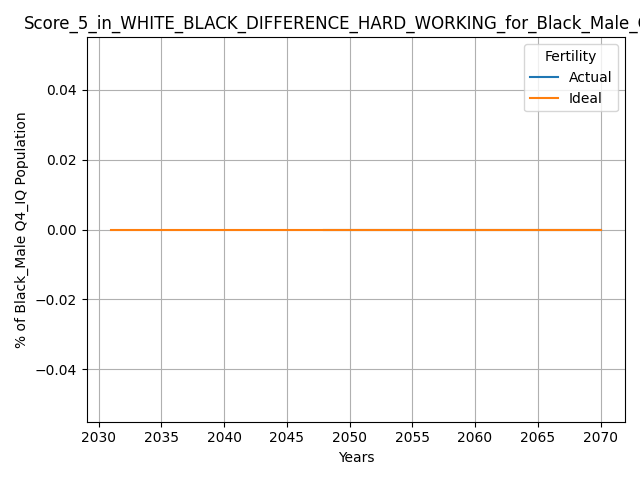 Score_5_in_WHITE_BLACK_DIFFERENCE_HARD_WORKING_for_Black_Male_
Fertility
Actual
Ideal
0.04
0.02
0.00
−0.02
−0.04
% of Black_Male Q4_IQ Population
2030 2035 2040 2045 2050 2055 2060 2065 2070
Years